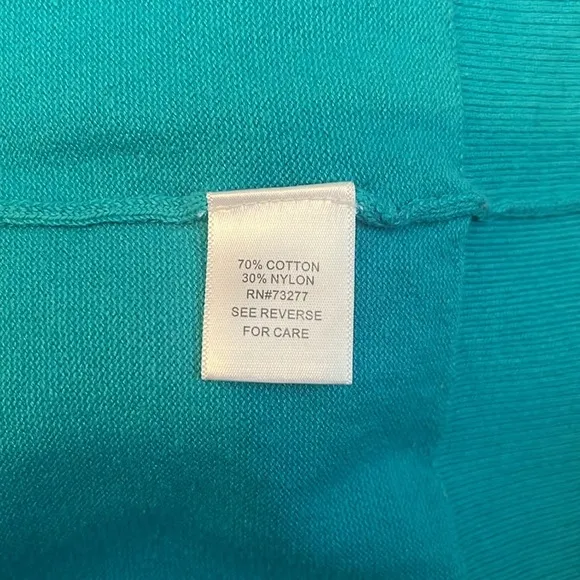 70% COTTON
30% NYLON
RN#73277
SEE REVERSE
FOR CARE